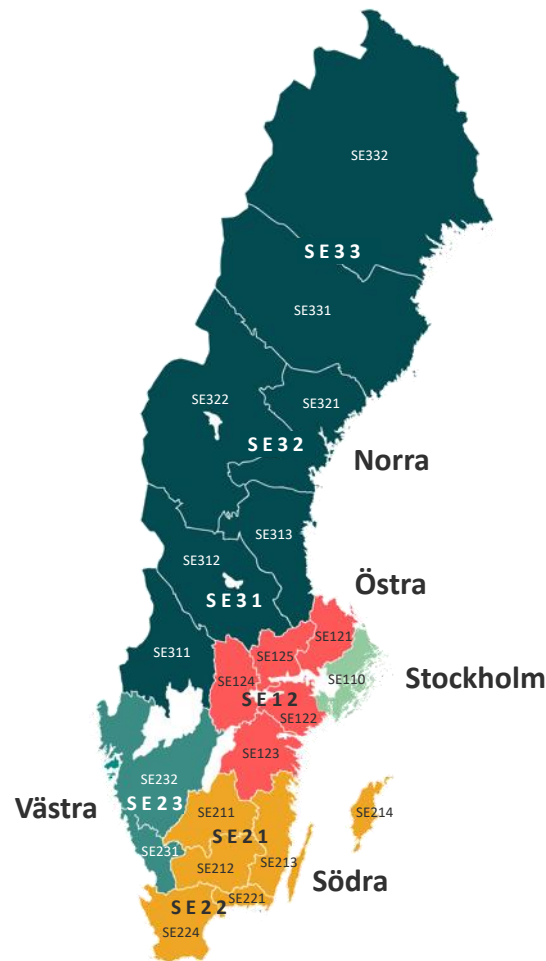 SE332
SE33
SE331
SE322
SE321
SE32
Norra
SE313
SE312
Östra
SE31
SE121
SE311
SE125
SE124
SE110
Stockholm
SE12
SE122
SE123
SE232
Västra
SE23
SE211
SE214
SE21
SE231
SE212
SE213
Södra
SE221
SE22
SE224